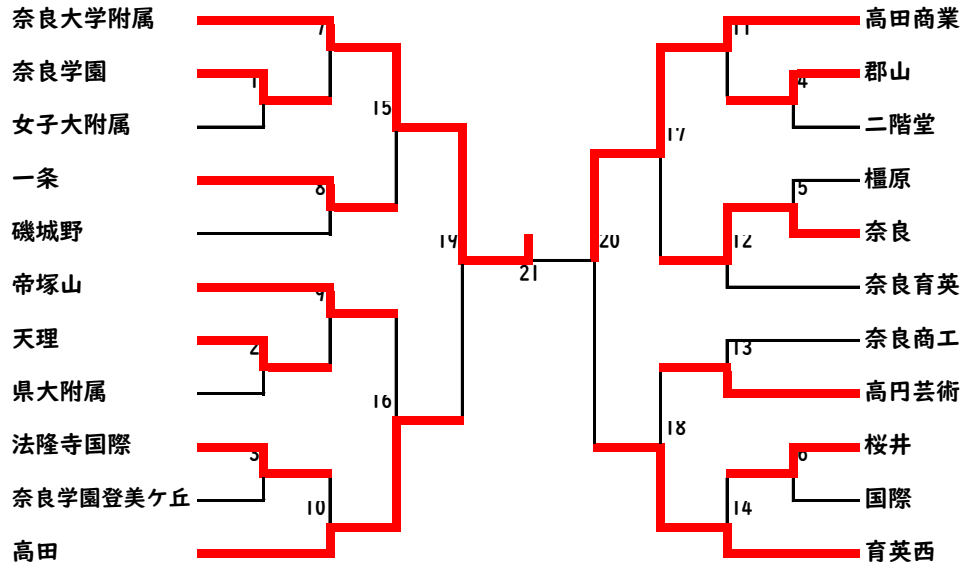 奈良大学附属
奈良学園
女子大附属
一条
磯城野
帝塚山
天理
県大附属
法隆寺国際
奈良学園登美ケ丘
高田
7
1
15
8
19
9
2
16
3
10
21
20
11
4
17
5
12
13
18
6
14
高田商業
郡山
二階堂
橿原
奈良
奈良育英
奈良商工
高円芸術
桜井
国際
育英西